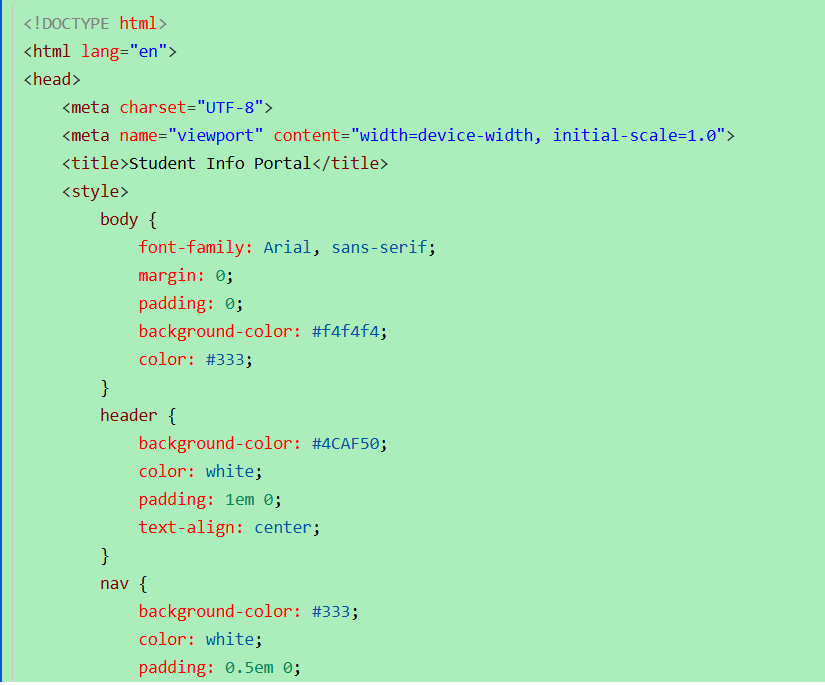 <!DOCTYPE html>
<html lang="en">
<head>
    <meta charset="UTF-8">
    <meta name="viewport" content="width=device-width, initial-scale=1.0">
    <title>Student Info Portal</title>
    <style>
        body {
            font-family: Arial, sans-serif;
            margin: 0;
            padding: 0;
            background-color: #f4f4f4;
            color: #333;
        }
        header {
            background-color: #4CAF50;
            color: white;
            padding: 1em 0;
            text-align: center;
        }
        nav {
            background-color: #333;
            color: white;
            padding: 0.5em 0;